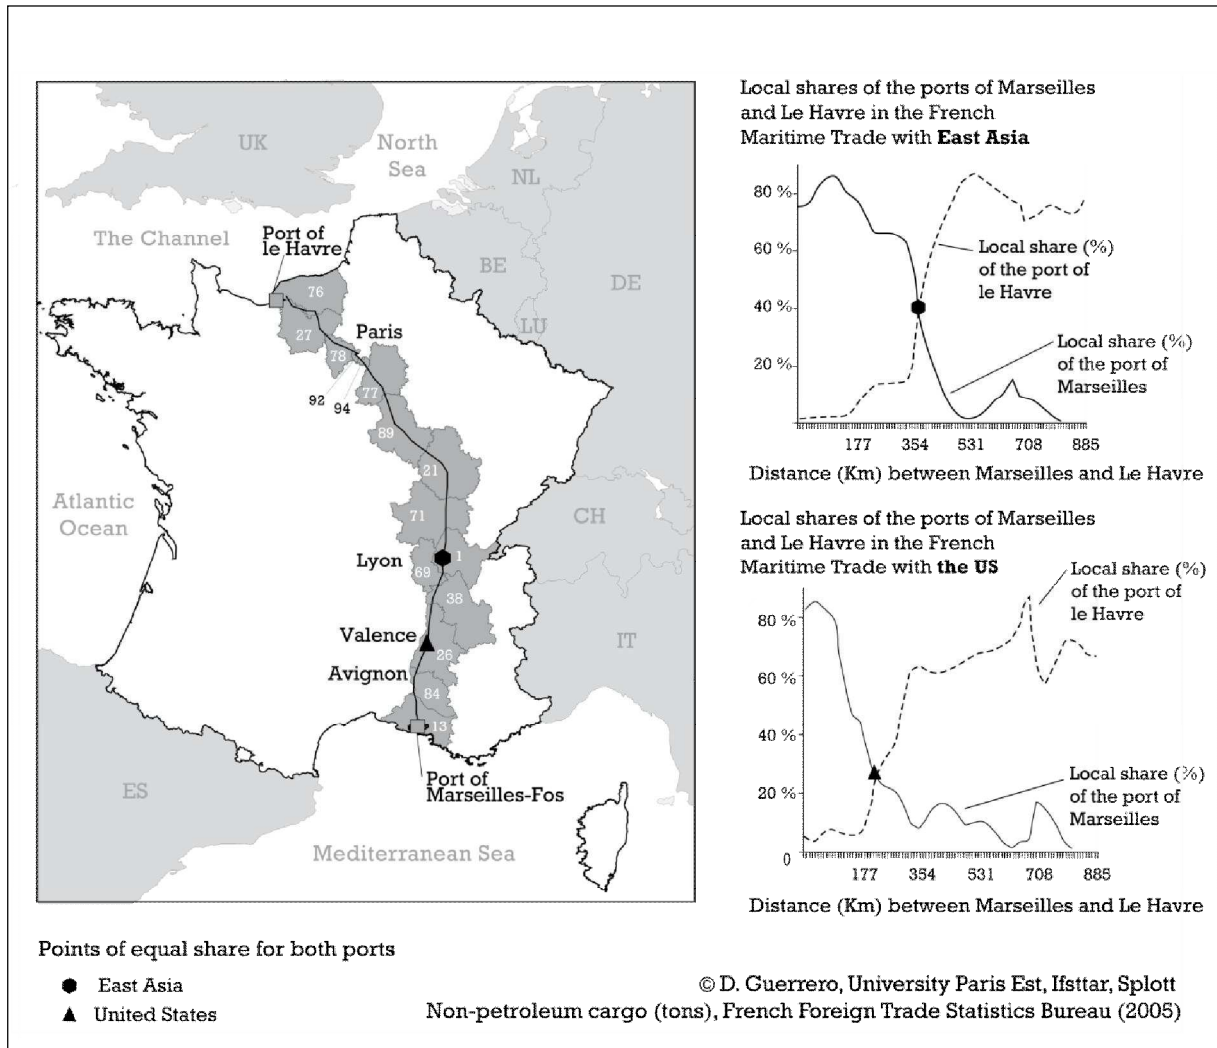 UK
North
Sea
NL
The Channel
Port of
le Havre
BE
DE
LU
76
27
Paris
78
92
94
77
89
21
Atlantic
Ocean
71
CH
Lyon
1
69
38
Valence
26
IT
Avignon
84
13
Port of
Marseilles-Fos
ES
Mediterranean Sea
Points of equal share for both ports
East Asia
United States
Local shares of the ports of Marseilles
and Le Havre in the French
Maritime Trade with East Asia
80 %
60 %
40 %
20 %
Local share (%)
of the port of
le Havre
Local share (%)
of the port of
Marseilles
177 354 531 708 885
Distance (Km) between Marseilles and Le Havre
Local shares of the ports of Marseilles
and Le Havre in the French
Maritime Trade with the US
Local share (%)
of the port of
le Havre
80 %
60 %
40 %
20 %
0
Local share (%)
of the port of
Marseilles
177 354 531 708 885
Distance (Km) between Marseilles and Le Havre
© D. Guerrero, University Paris Est, Ifsttar, Splott
Non-petroleum cargo (tons), French Foreign Trade Statistics Bureau (2005)